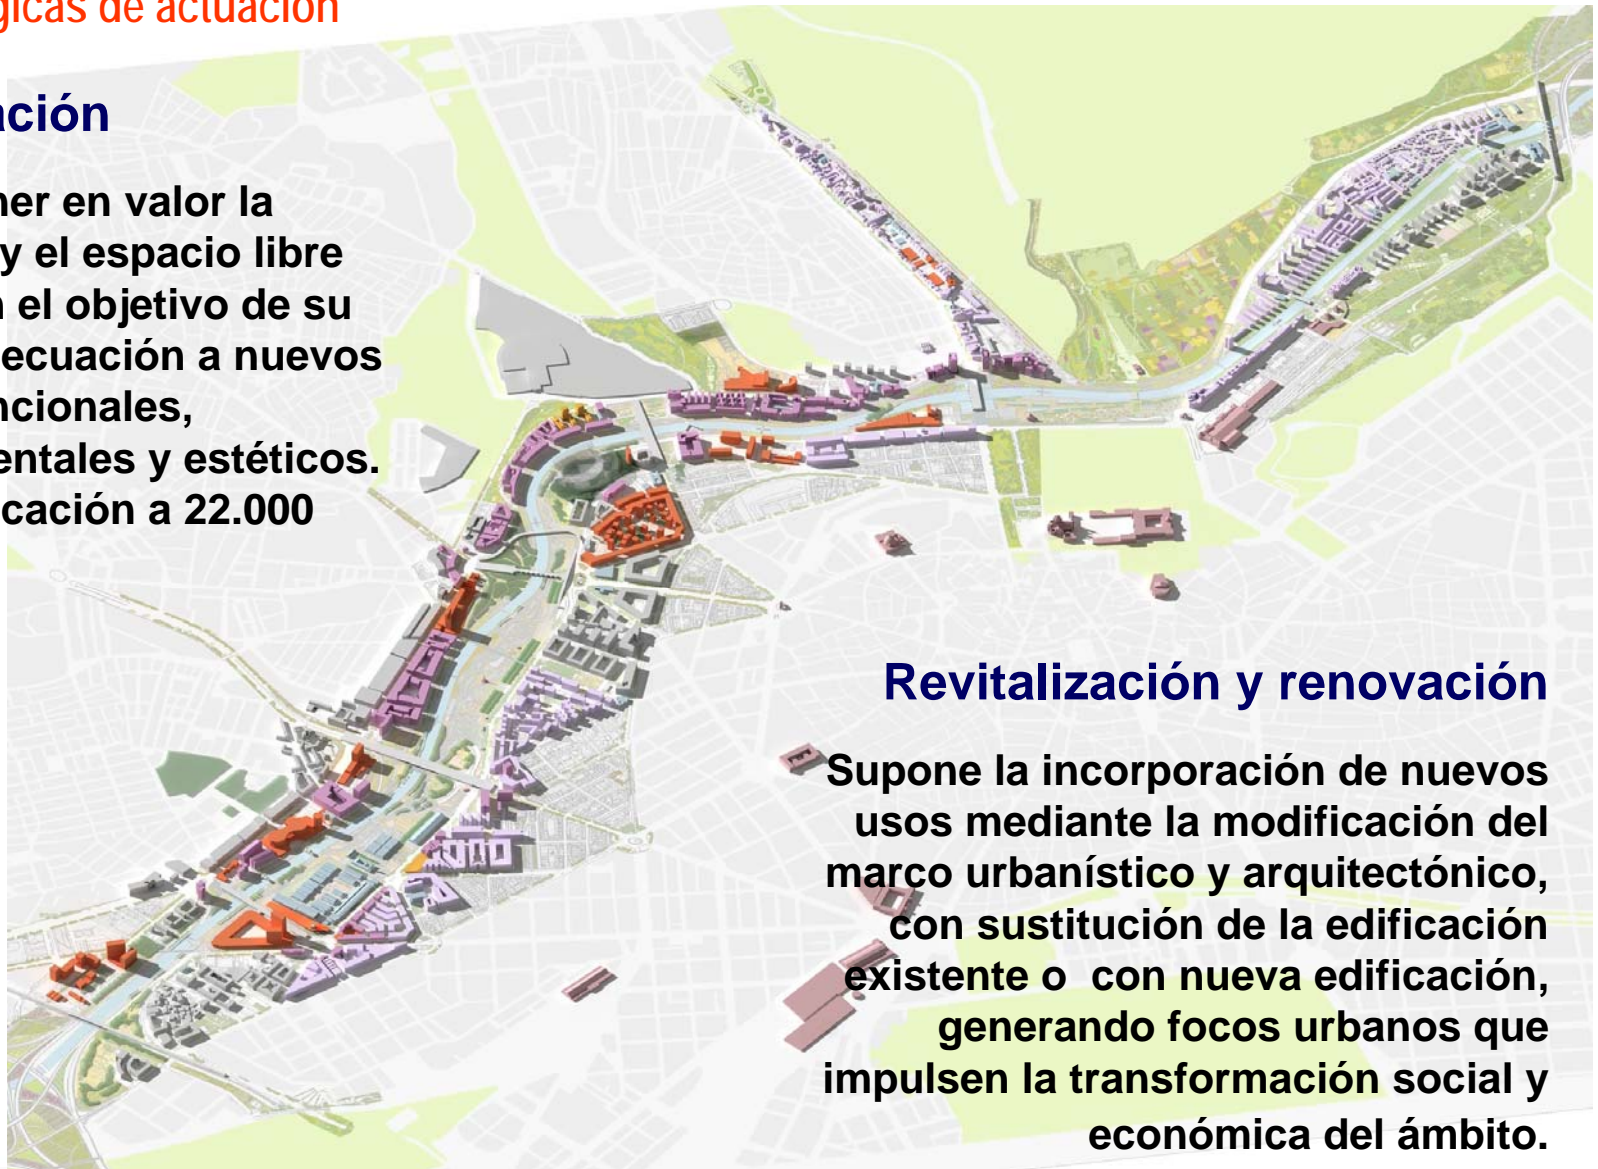 gicas de actuación
ación
ner en valor la
y el espacio libre
n el objetivo de su
ecuación a nuevos
ncionales,
entales y estéticos.
cación a 22.000
Revitalización y renovación
Supone la incorporación de nuevos
usos mediante la modificación del
marco urbanístico y arquitectónico,
con sustitución de la edificación
existente o con nueva edificación,
generando focos urbanos que
impulsen la transformación social y
económica del ámbito.